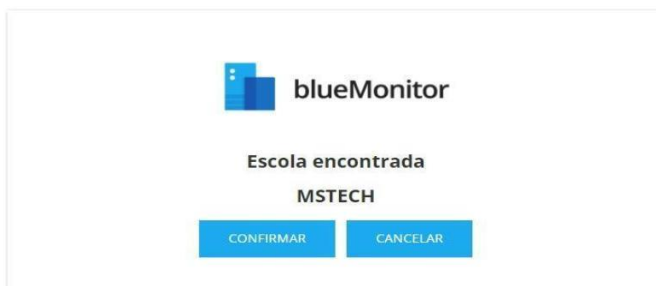 blueMonitor
Escola encontrada
MSTECH
CONFIRMAR CANCELAR